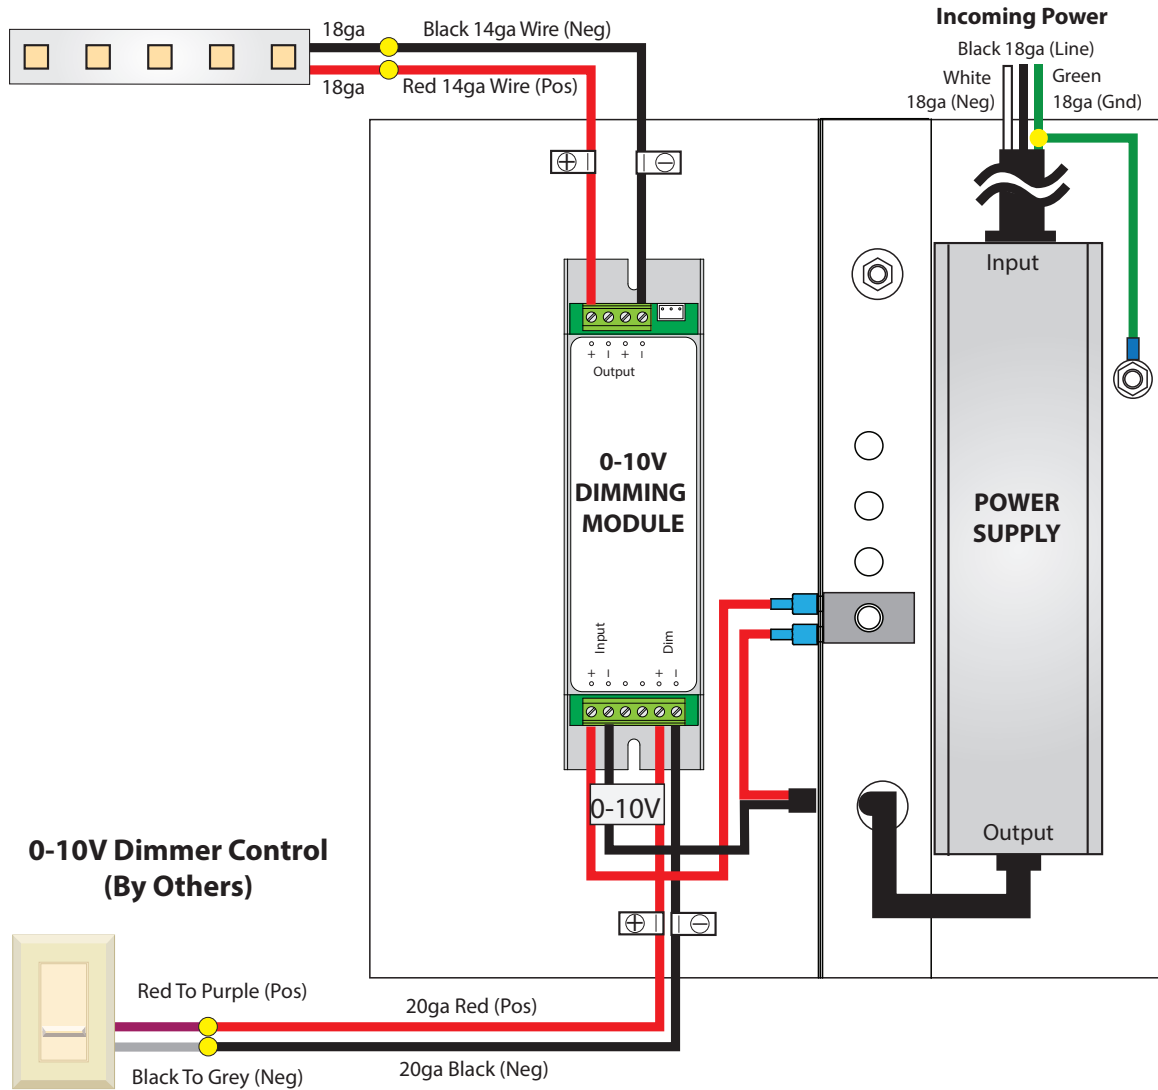 Incoming Power
18ga
Black 14ga Wire (Neg)
18ga
Red 14ga Wire (Pos)
Black 18ga (Line)
White
18ga (Neg)
Green
18ga (Gnd)
+
−
Input
+ − + −
Output
0-10V
DIMMING
MODULE
POWER
SUPPLY
Input
Dim
+ − + −
0-10V
Output
0-10V Dimmer Control
(By Others)
+
−
Red To Purple (Pos)
20ga Red (Pos)
Black To Grey (Neg)
20ga Black (Neg)